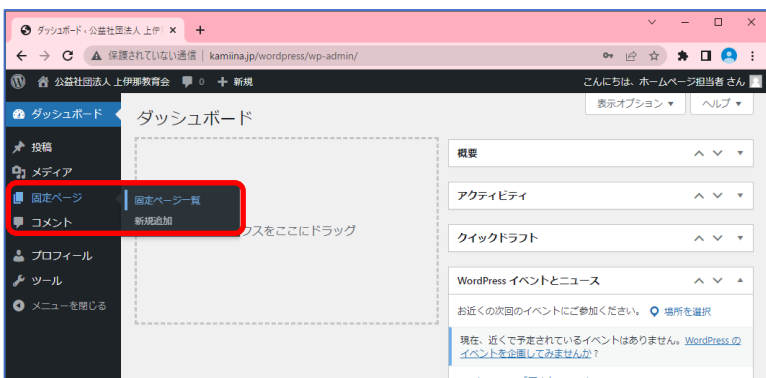 ダッシュボード ‹ 公益社団法人 上伊
保護されていない通信 | kamiina.jp/wordpress/wp-admin/
公益社団法人 上伊那教育会 0 + 新規 こんにちは、ホームページ担当者 さん
表示オプション ▼ ヘルプ ▼
ダッシュボード
ダッシュボード
投稿
メディア
固定ページ
固定ページ一覧
新規追加
コメント
プロフィール
ツール
メニューを閉じる
クスをここにドラッグ
概要
アクティビティ
クイックドラフト
WordPress イベントとニュース
お近くの次回のイベントにご参加ください。 場所を選択
現在、近くで予定されているイベントはありません。WordPress の
イベントを企画してみませんか ?